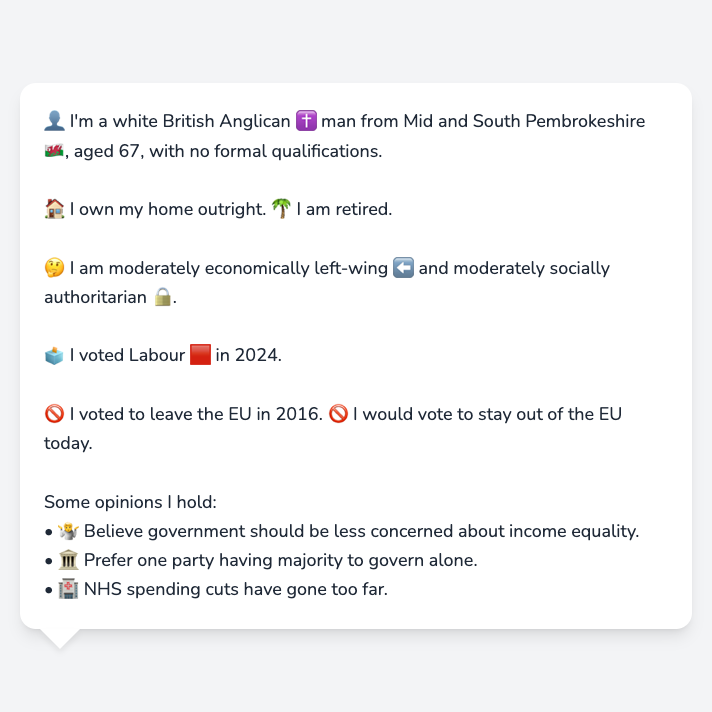 👤 I'm a white British Anglican ✝️ man from Mid and South Pembrokeshire
🏴󠁧󠁢󠁷󠁬󠁳󠁿, aged 67, with no formal qualifications.
🏠 I own my home outright. 🌴 I am retired.
🤔 I am moderately economically left-wing ⬅️ and moderately socially
authoritarian 🔒.
🗳️ I voted Labour 🟥 in 2024.
🚫 I voted to leave the EU in 2016. 🚫 I would vote to stay out of the EU
today.
Some opinions I hold:
• 🤷 Believe government should be less concerned about income equality.
• 🏛️ Prefer one party having majority to govern alone.
• 🏥 NHS spending cuts have gone too far.